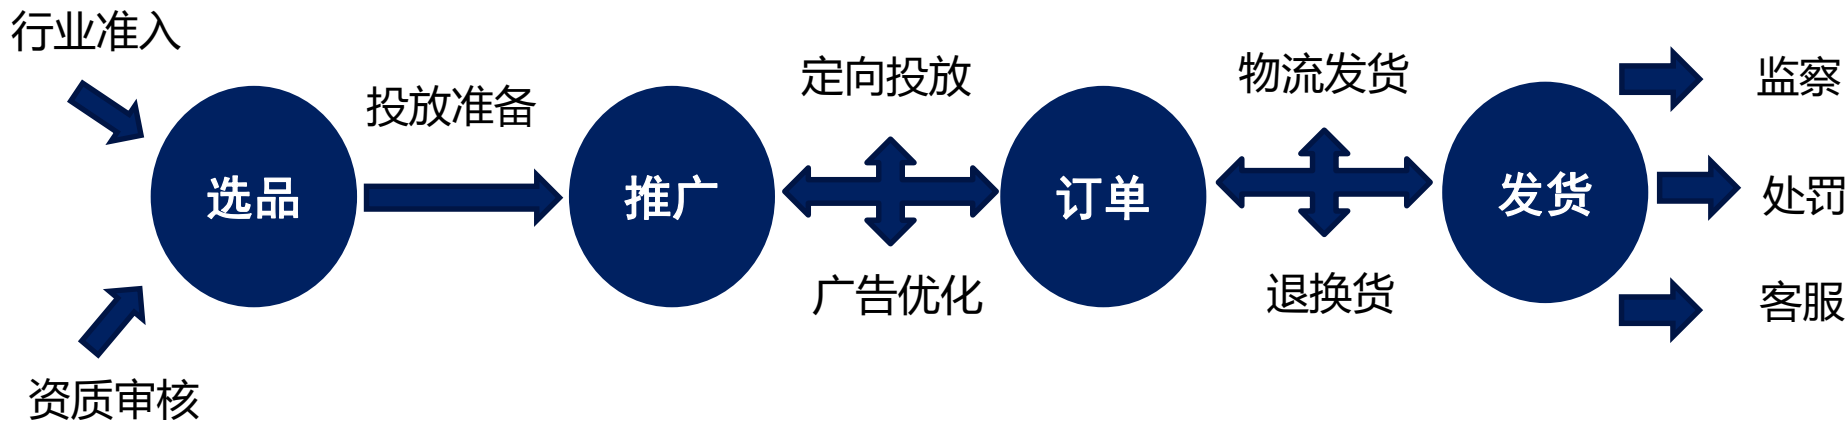 行业准入
资质审核
选品
投放准备
推广
定向投放
广告优化
订单
物流发货
退换货
发货
监察
处罚
客服